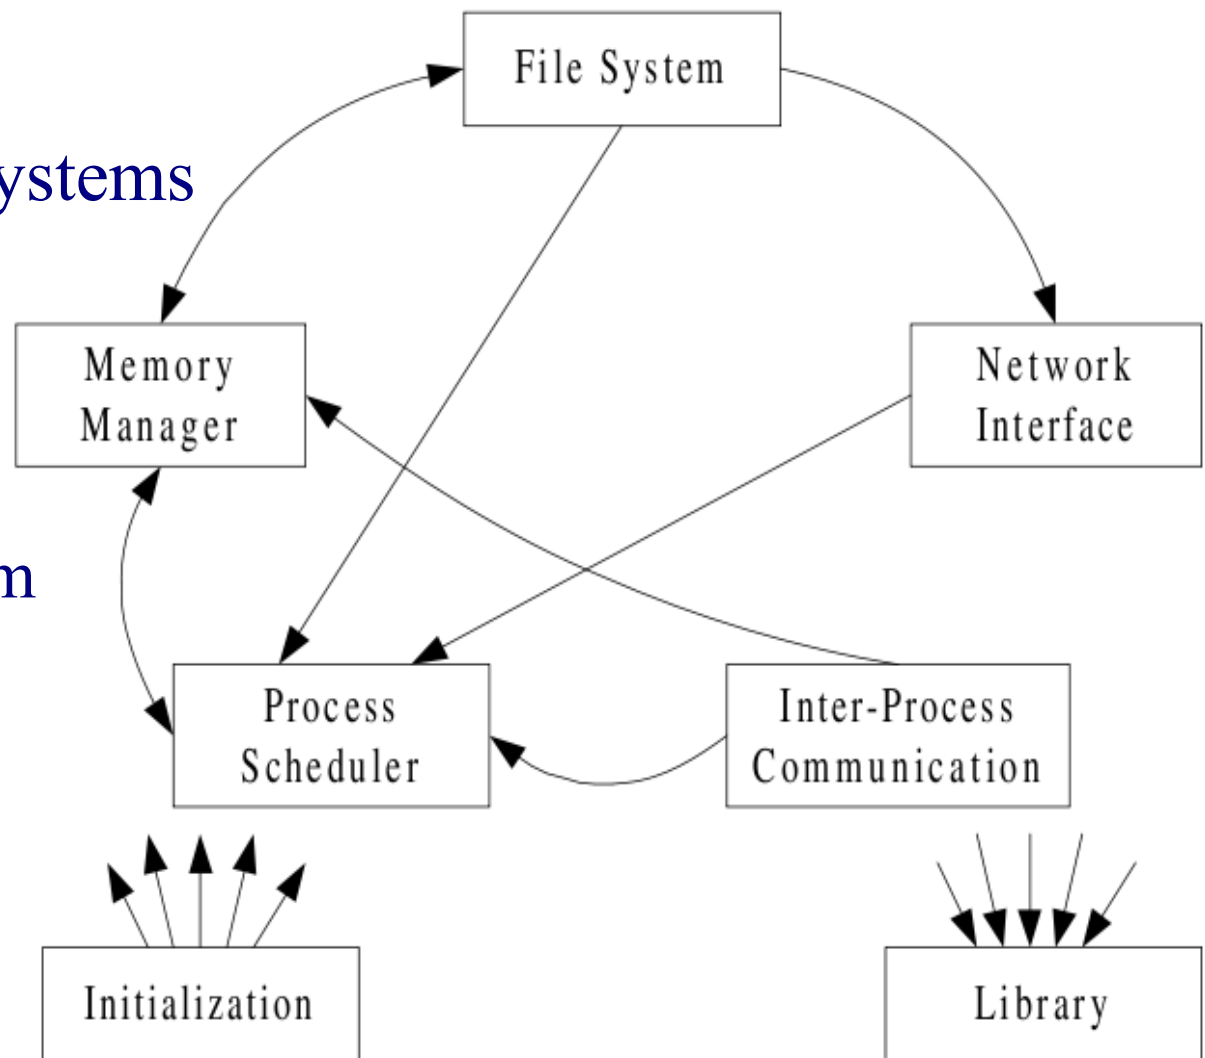 File System
ystems
Memory
Manager
Network
Interface
m
Process
Scheduler
Inter-Process
Communication
Initialization
Library